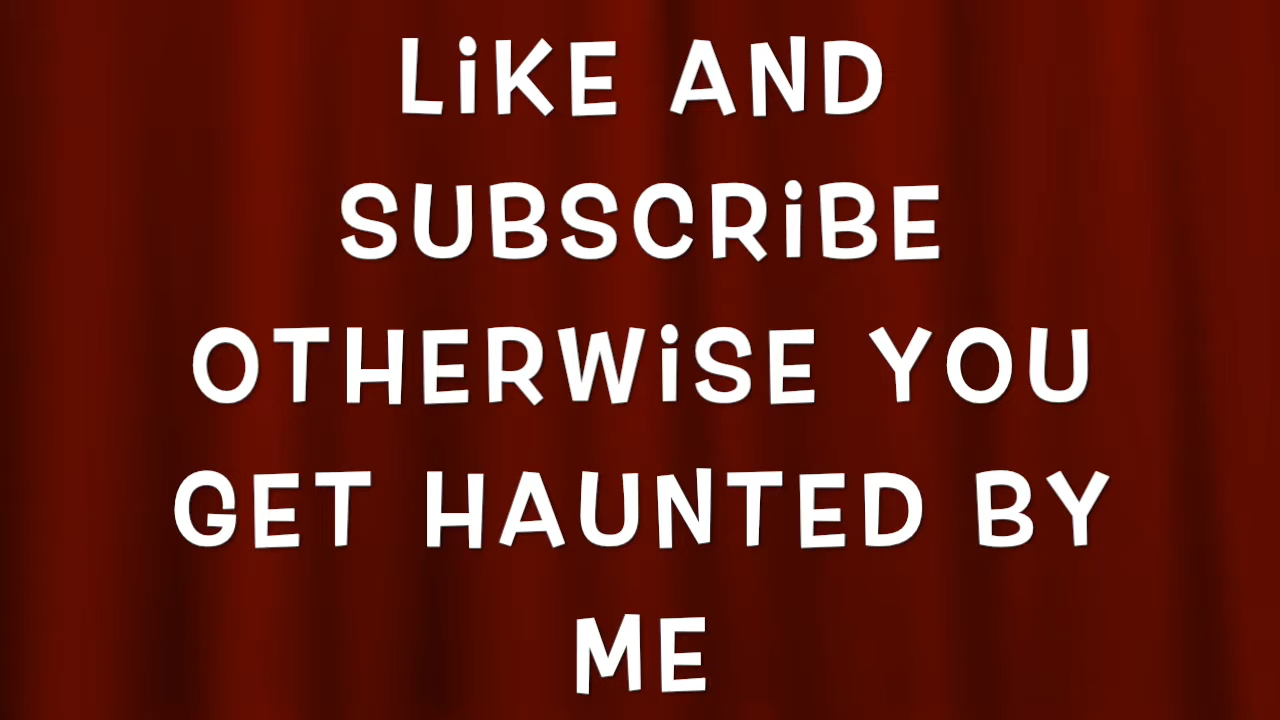 LiKE AND
SUBSCRiBE
OTHERWiSE YOU
GET HAUNTED BY
ME